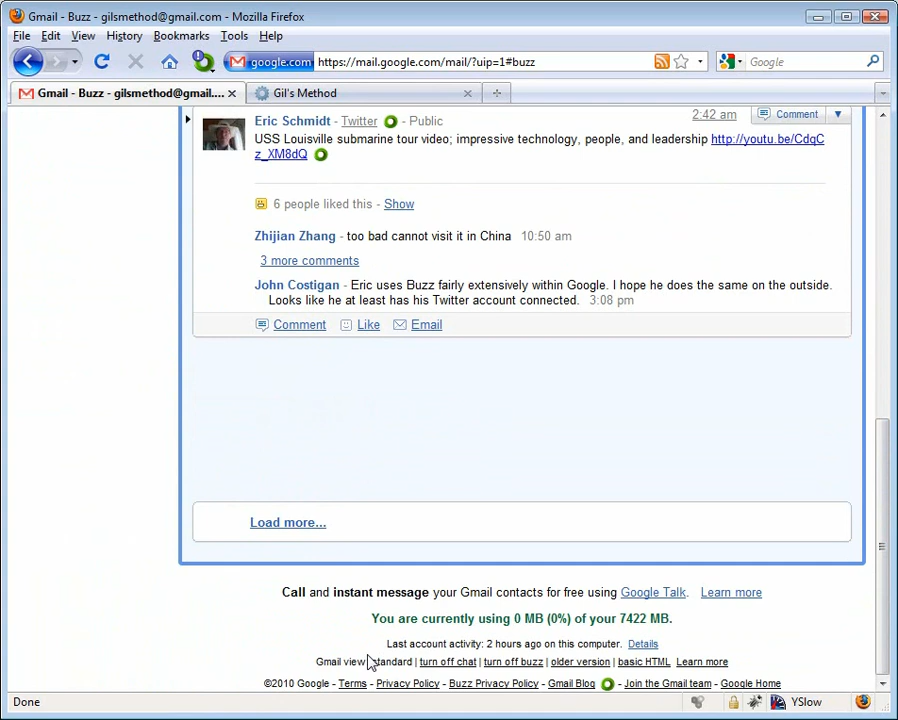 Gmail - Buzz - gilsmethod@gmail.com - Mozilla Firefox
File Edit View History Bookmarks Tools Help
google.com https://mail.google.com/mail/?uip=1#buzz Google
Gmail - Buzz - gilsmethod@gmail.... Gil's Method
Eric Schmidt - Twitter - Public 2:42 am Comment
USS Louisville submarine tour video; impressive technology, people, and leadership http://youtu.be/CdqC
z_XM8dQ
6 people liked this - Show
Zhijian Zhang - too bad cannot visit it in China 10:50 am
3 more comments
John Costigan - Eric uses Buzz fairly extensively within Google. I hope he does the same on the outside.
Looks like he at least has his Twitter account connected. 3:08 pm
Comment Like Email
Load more...
Call and instant message your Gmail contacts for free using Google Talk. Learn more
You are currently using 0 MB (0%) of your 7422 MB.
Last account activity: 2 hours ago on this computer. Details
Gmail view: standard | turn off chat | turn off buzz | older version | basic HTML Learn more
©2010 Google - Terms - Privacy Policy - Buzz Privacy Policy - Gmail Blog - Join the Gmail team - Google Home
Done YSlow